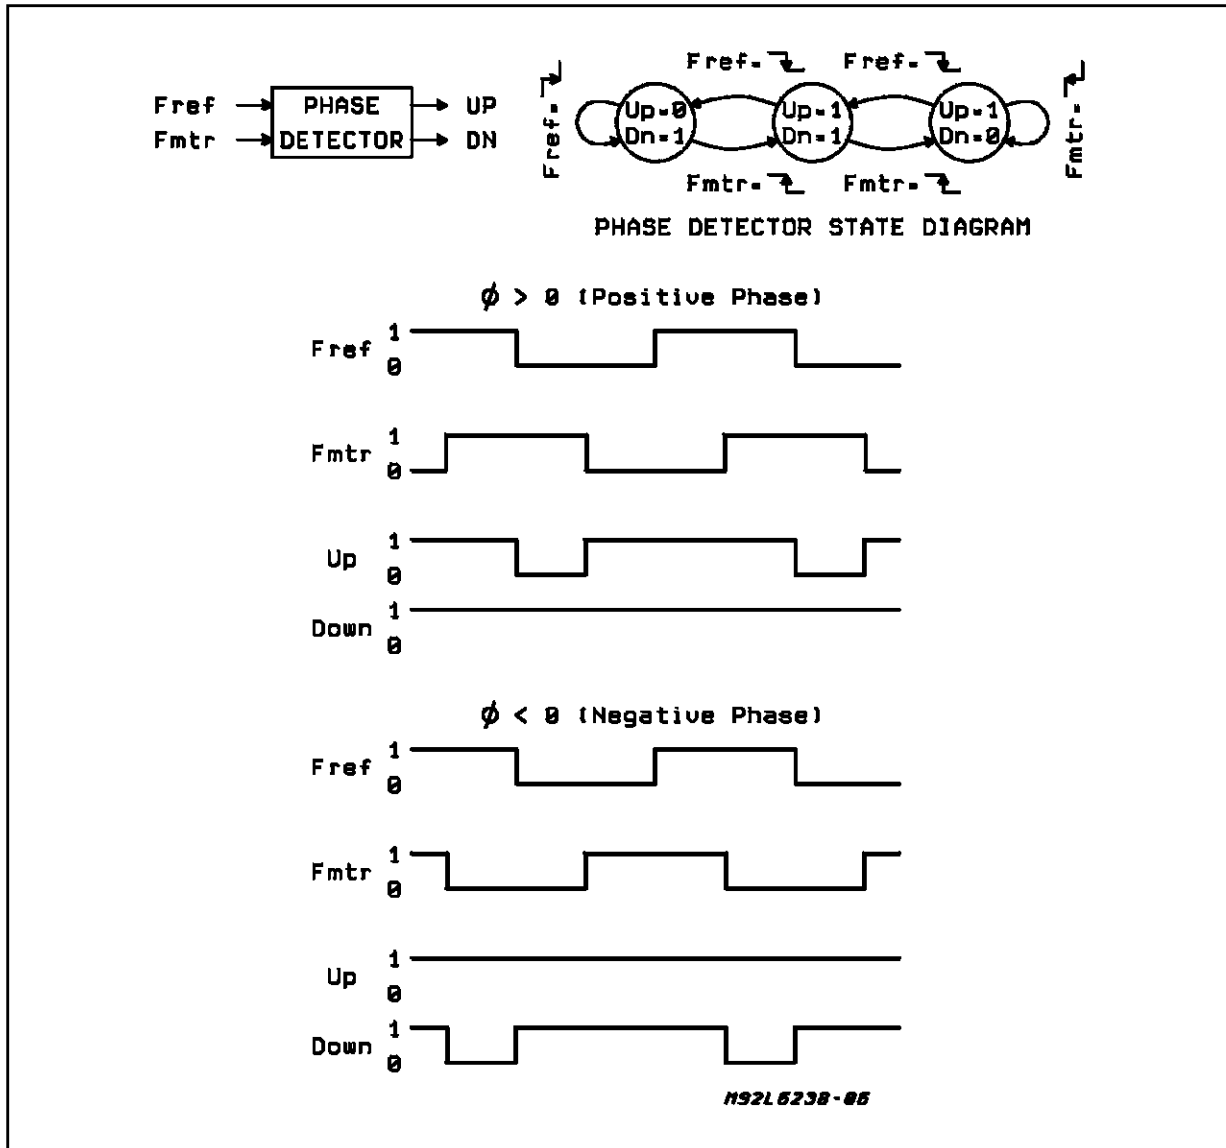 Fref PHASE UP
Fmtr DETECTOR DN
Fref= Fref=
Fref=
Up=0 Up=1 Up=1
Dn=1 Dn=1 Dn=0
Fmtr=
Fmtr= Fmtr=
PHASE DETECTOR STATE DIAGRAM
ϕ > 0 (Positive Phase)
Fref 1
0
Fmtr 1
0
Up 1
0
Down 1
0
ϕ < 0 (Negative Phase)
Fref 1
0
Fmtr 1
0
Up 1
0
Down 1
0
M92L6238-06